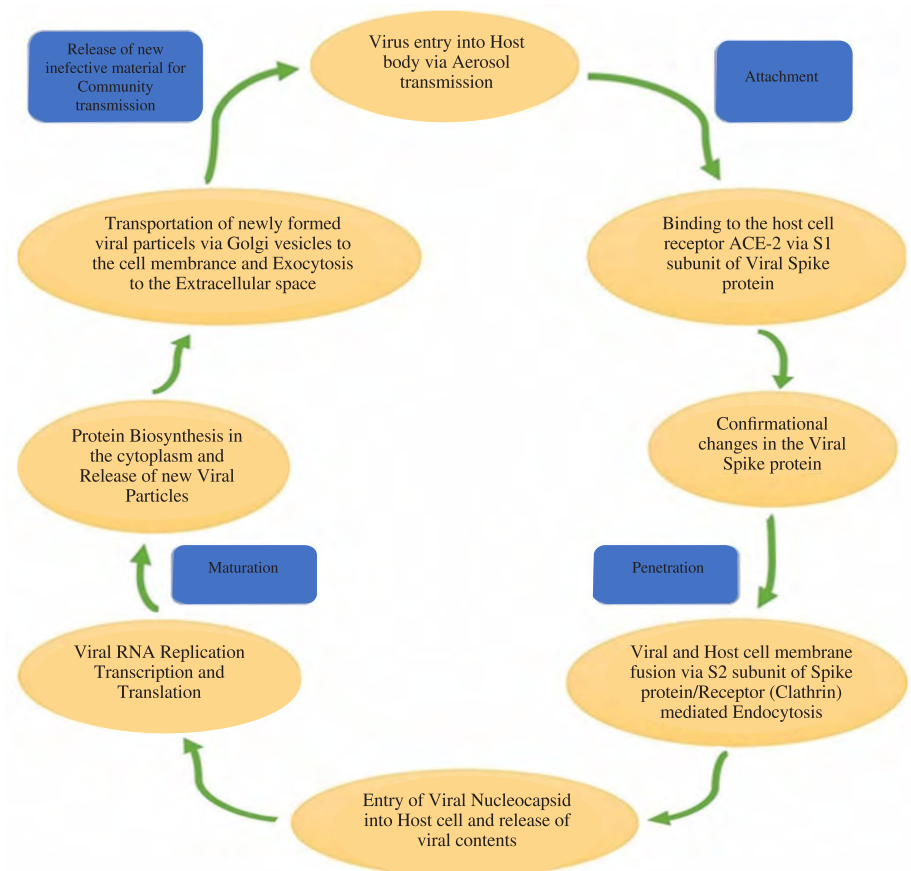 Release of new
inefective material for
Community
transmission
Virus entry into Host
body via Aerosol
transmission
Attachment
Binding to the host cell
receptor ACE-2 via S1
subunit of Viral Spike
protein
Confirmational
changes in the Viral
Spike protein
Penetration
Viral and Host cell membrane
fusion via S2 subunit of Spike
protein/Receptor (Clathrin)
mediated Endocytosis
Entry of Viral Nucleocapsid
into Host cell and release of
viral contents
Viral RNA Replication
Transcription and
Translation
Maturation
Protein Biosynthesis in
the cytoplasm and
Release of new Viral
Particles
Transportation of newly formed
viral particels via Golgi vesicles to
the cell membrance and Exocytosis
to the Extracellular space